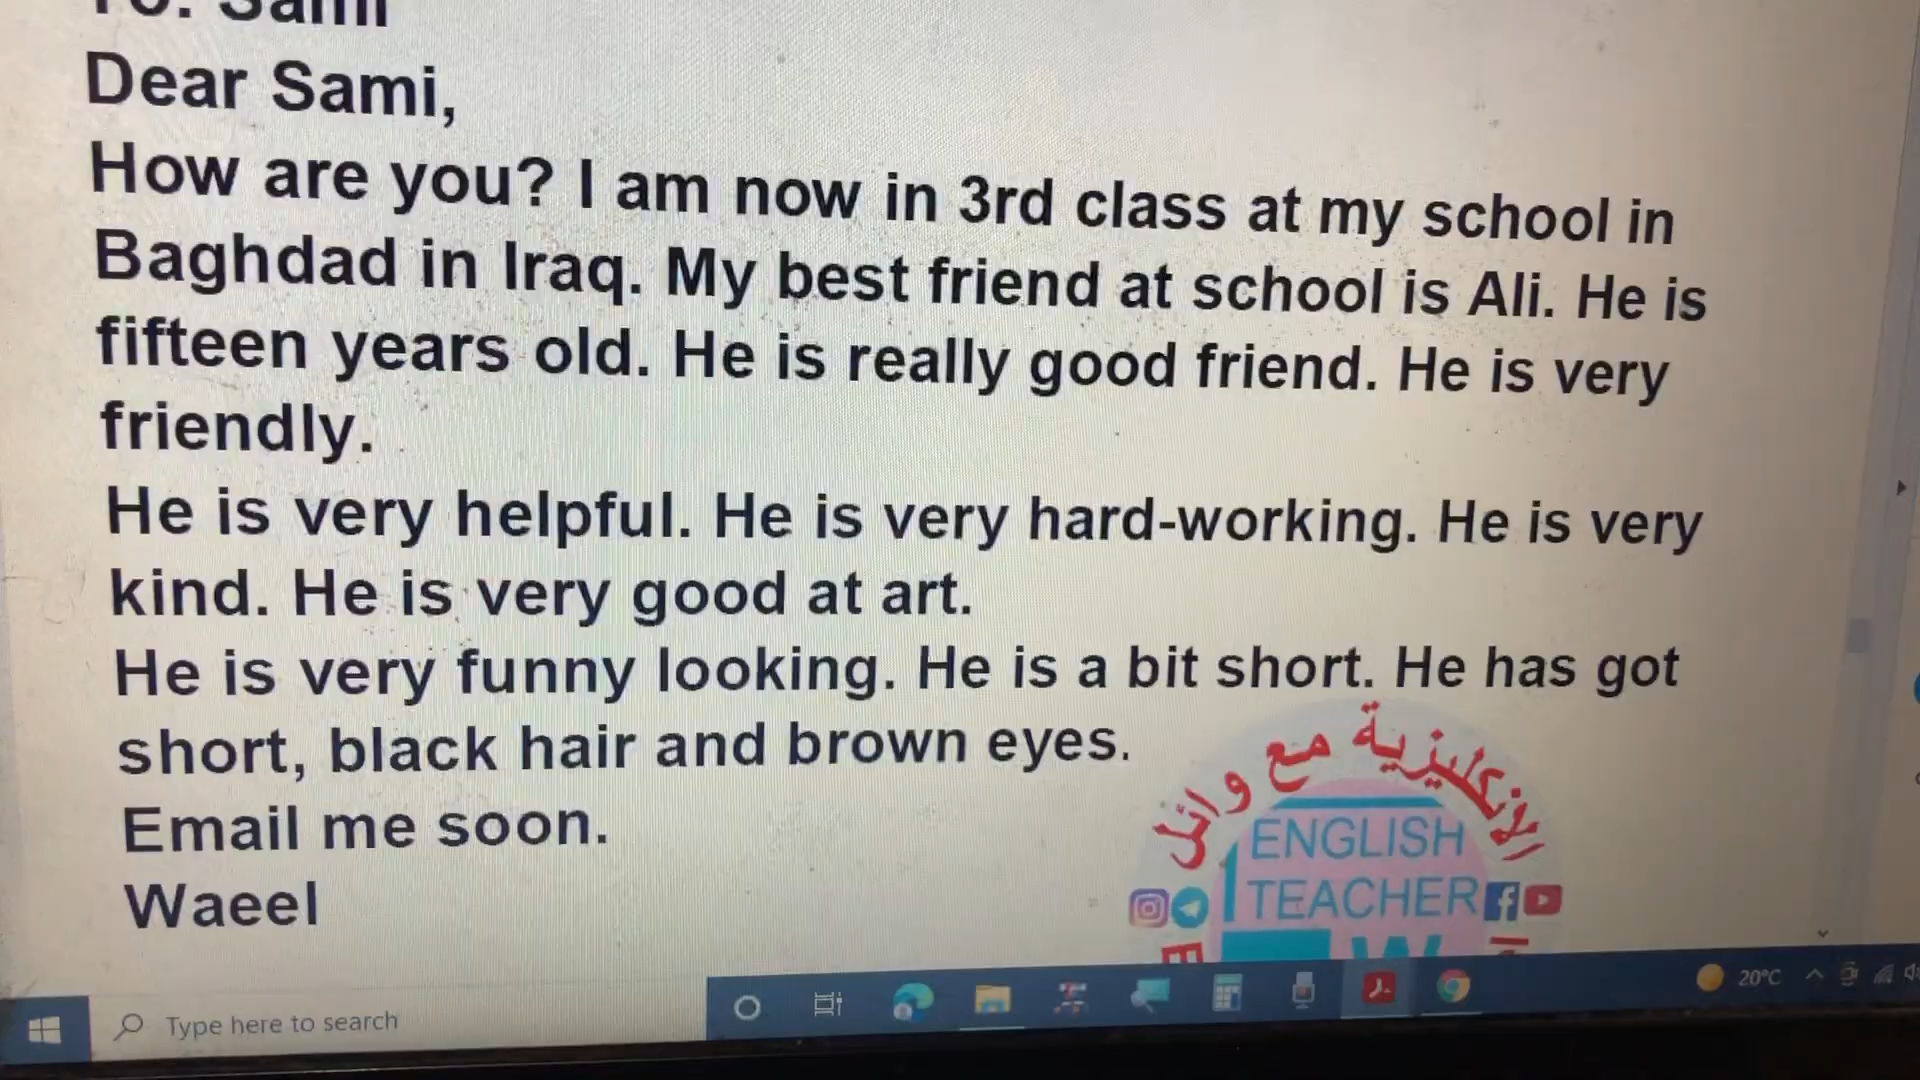 To: Sami
Dear Sami,
How are you? I am now in 3rd class at my school in
Baghdad in Iraq. My best friend at school is Ali. He is
fifteen years old. He is really good friend. He is very
friendly.
He is very helpful. He is very hard-working. He is very
kind. He is very good at art.
He is very funny looking. He is a bit short. He has got
short, black hair and brown eyes.
Email me soon.
Waeel
الانكليزية مع وائل
ENGLISH
TEACHER
Type here to search
20°C